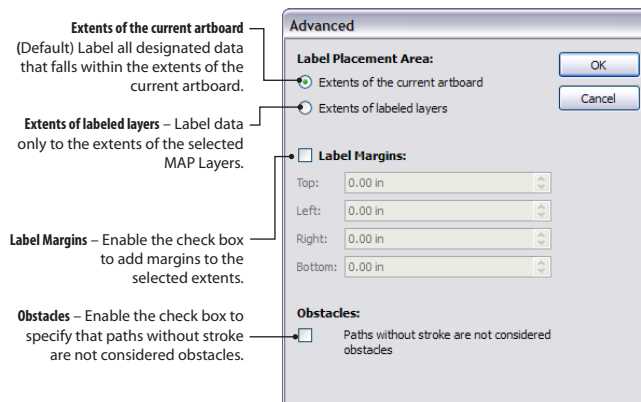 Extents of the current artboard
(Default) Label all designated data
that falls within the extents of the
current artboard.
Extents of labeled layers – Label data
only to the extents of the selected
MAP Layers.
Label Margins – Enable the check box
to add margins to the
selected extents.
Obstacles – Enable the check box to
specify that paths without stroke
are not considered obstacles.
Advanced
Label Placement Area:
Extents of the current artboard
Extents of labeled layers
OK
Cancel
Label Margins:
Top: 0.00 in
Left: 0.00 in
Right: 0.00 in
Bottom: 0.00 in
Obstacles:
Paths without stroke are not considered
obstacles